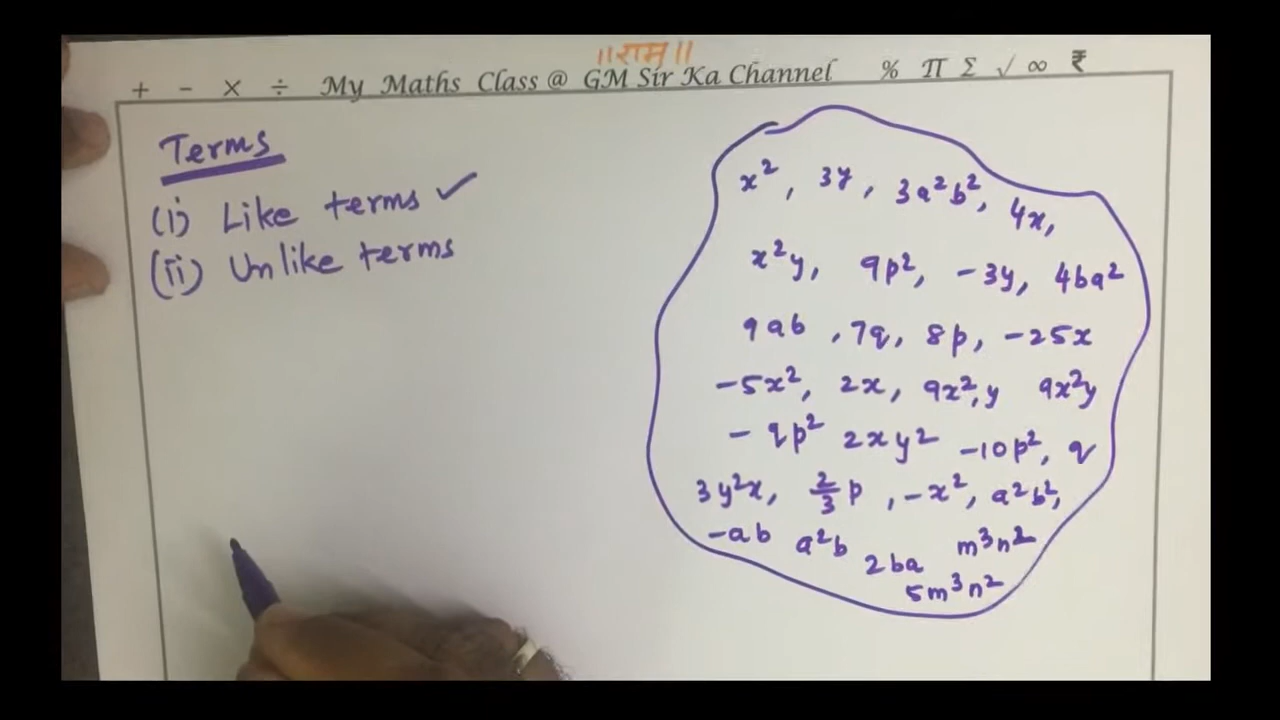 ॥राम॥
+ - × ÷ My Maths Class @ GM Sir Ka Channel % Π Σ √ ∞ ₹
Terms
(i) Like terms ✓
(ii) Unlike terms
x², 3y, 3a²b², 4x,
x²y, 9p², -3y, 4ba²
9ab, 7q, 8p, -25x
-5x², 2x, 9x², y 9x²y
- qp² 2xy² -10p², q
3y²x, 2/3 p, -x², a²b²,
-ab a²b 2ba m³n²
5m³n²